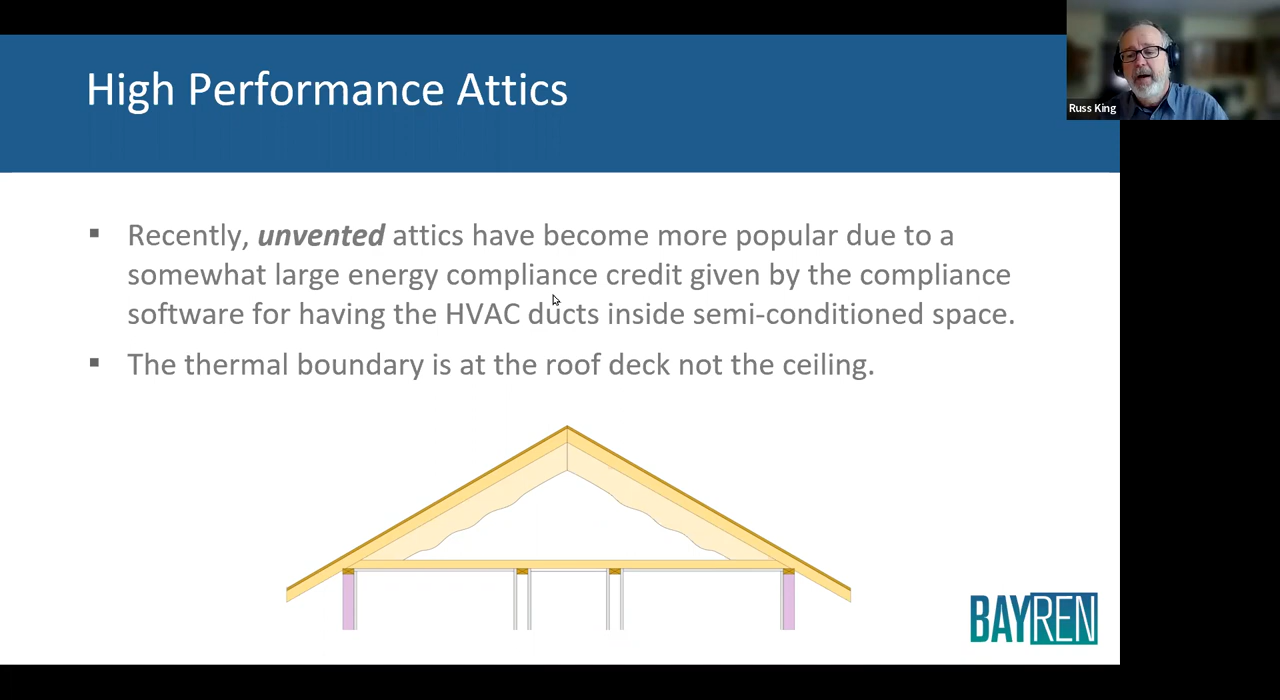 High Performance Attics
Russ King
▪ Recently, unvented attics have become more popular due to a
somewhat large energy compliance credit given by the compliance
software for having the HVAC ducts inside semi-conditioned space.
▪ The thermal boundary is at the roof deck not the ceiling.
BAYREN